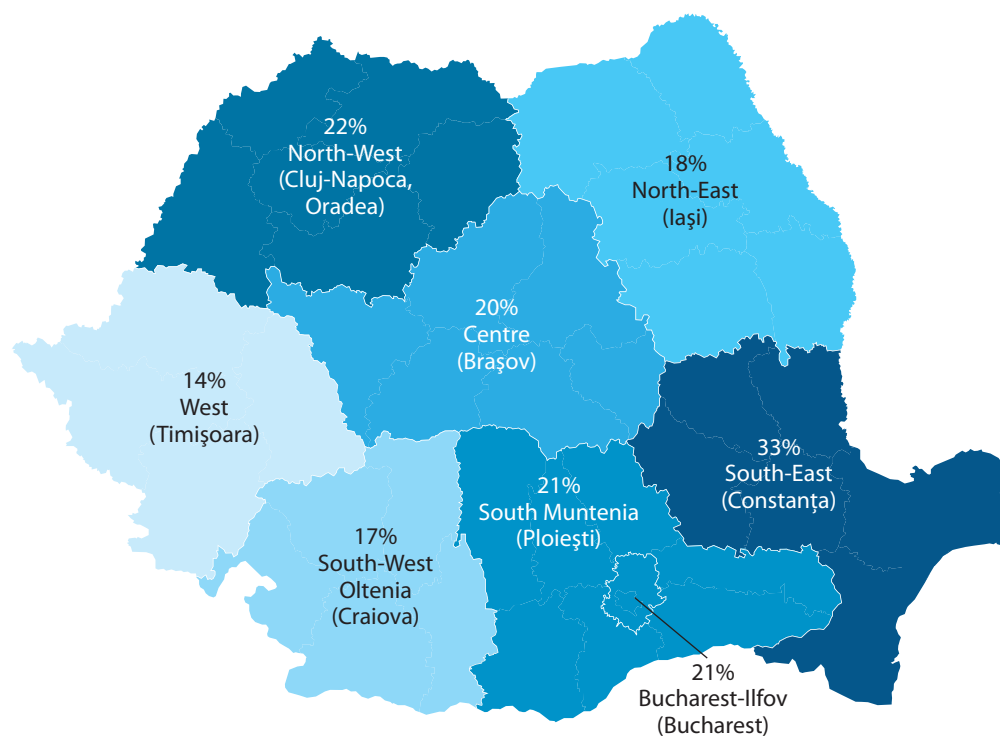 22%
North-West
(Cluj-Napoca,
Oradea)
18%
North-East
(Iaşi)
20%
Centre
(Braşov)
14%
West
(Timişoara)
33%
South-East
(Constanţa)
21%
South Muntenia
(Ploieşti)
17%
South-West
Oltenia
(Craiova)
21%
Bucharest-Ilfov
(Bucharest)